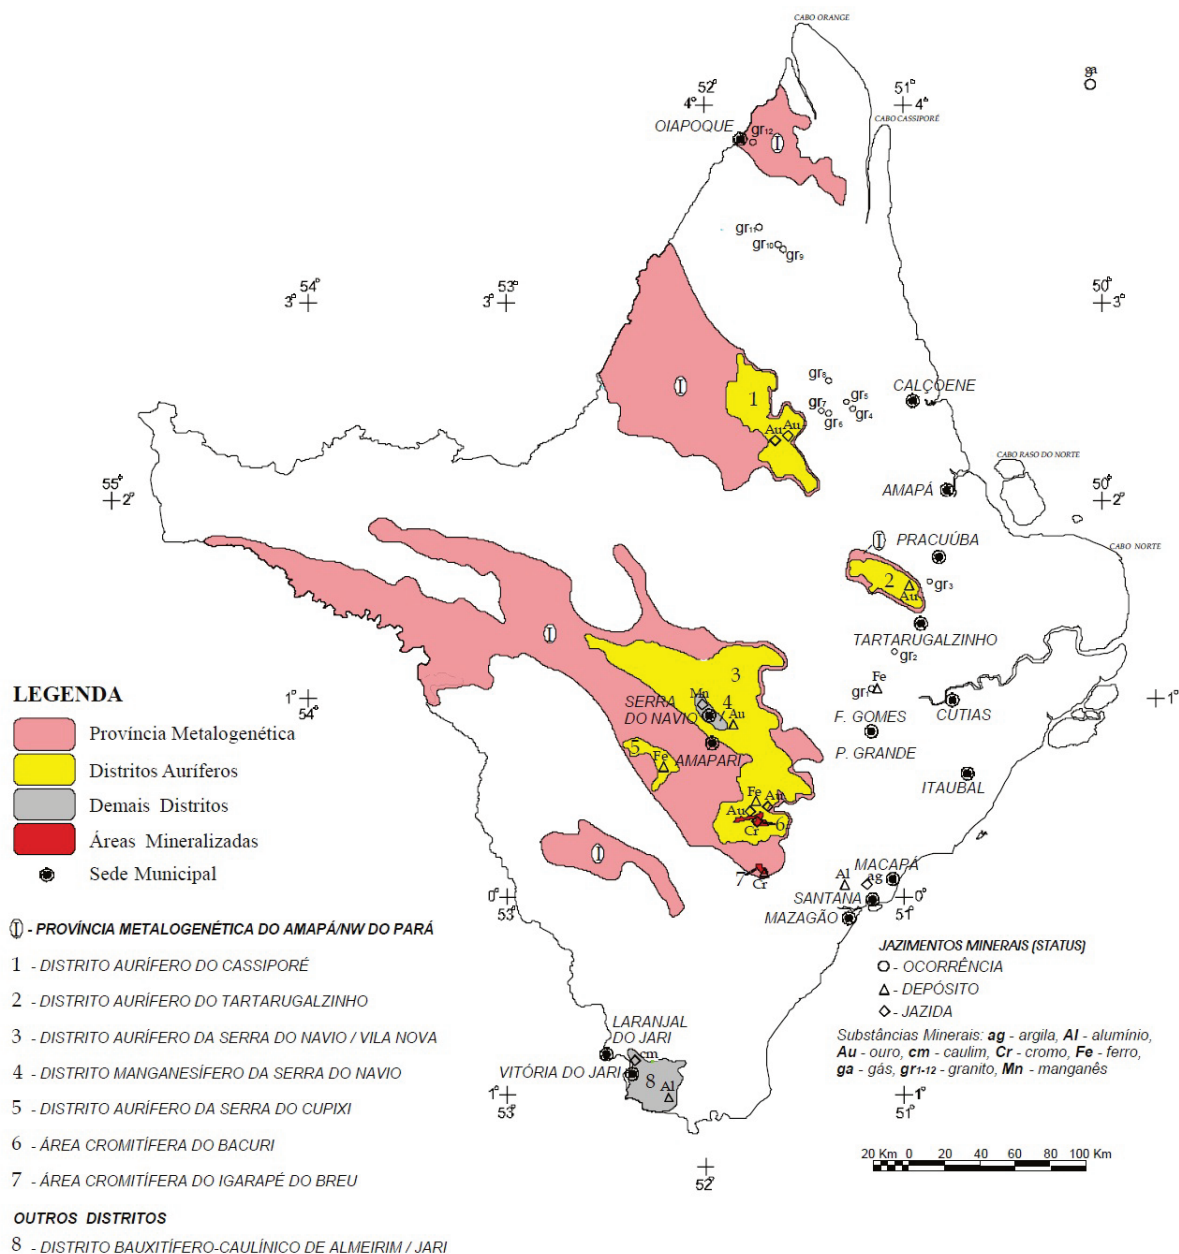 CABO ORANGE
ga
52°
4°
51°
4°
CABO CASSIPORÉ
OIAPOQUE
gr12
I
gr11
gr10
gr9
54°
3°
53°
3°
50°
3°
I
1
gr8
gr5
gr7
gr4
gr6
CALÇOENE
Au
Au
CABO RASO DO NORTE
55°
2°
AMAPÁ
50°
2°
I
PRACUÚBA
CABO NORTE
2
Au
gr3
TARTARUGALZINHO
I
gr2
3
Fe
gr1
LEGENDA
1°
54°
Mn
SERRA
DO NAVIO
4
Au
F. GOMES
CUTIAS
1°
Província Metalogenética
P. GRANDE
5
Fe
AMAPARI
Distritos Auríferos
ITAUBAL
Demais Distritos
Fe
Au
Au
Cr
6
Áreas Mineralizadas
I
Sede Municipal
7
Cr
MACAPÁ
Al
ag
SANTANA
0°
53°
0°
51°
MAZAGÃO
I - PROVÍNCIA METALOGENÉTICA DO AMAPÁ/NW DO PARÁ
1 - DISTRITO AURÍFERO DO CASSIPORÉ
2 - DISTRITO AURÍFERO DO TARTARUGALZINHO
3 - DISTRITO AURÍFERO DA SERRA DO NAVIO / VILA NOVA
4 - DISTRITO MANGANESÍFERO DA SERRA DO NAVIO
5 - DISTRITO AURÍFERO DA SERRA DO CUPIXI
6 - ÁREA CROMITÍFERA DO BACURI
7 - ÁREA CROMITÍFERA DO IGARAPÉ DO BREU
OUTROS DISTRITOS
8 - DISTRITO BAUXITÍFERO-CAULÍNICO DE ALMEIRIM / JARI
LARANJAL
DO JARI
cm
VITÓRIA DO JARI
8
Al
1°
53°
1°
51°
52°
JAZIMENTOS MINERAIS (STATUS)
- OCORRÊNCIA
- DEPÓSITO
- JAZIDA
Substâncias Minerais: ag - argila, Al - alumínio,
Au - ouro, cm - caulim, Cr - cromo, Fe - ferro,
ga - gás, gr1-12 - granito, Mn - manganês
20 Km 0 20 40 60 80 100 Km